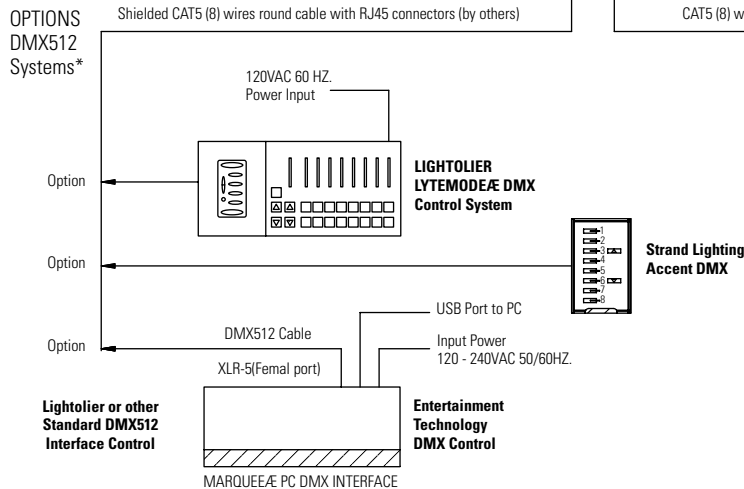 OPTIONS
DMX512
Systems*
Shielded CAT5 (8) wires round cable with RJ45 connectors (by others)
CAT5 (8) w
120VAC 60 HZ.
Power Input
Option
LIGHTOLIER
LYTEMODEÆ DMX
Control System
Option
1
2
3
4
5
6
7
8
Strand Lighting
Accent DMX
USB Port to PC
DMX512 Cable
Input Power
120 - 240VAC 50/60HZ.
Option
XLR-5(Femal port)
Lightolier or other
Standard DMX512
Interface Control
Entertainment
Technology
DMX Control
MARQUEEÆ PC DMX INTERFACE